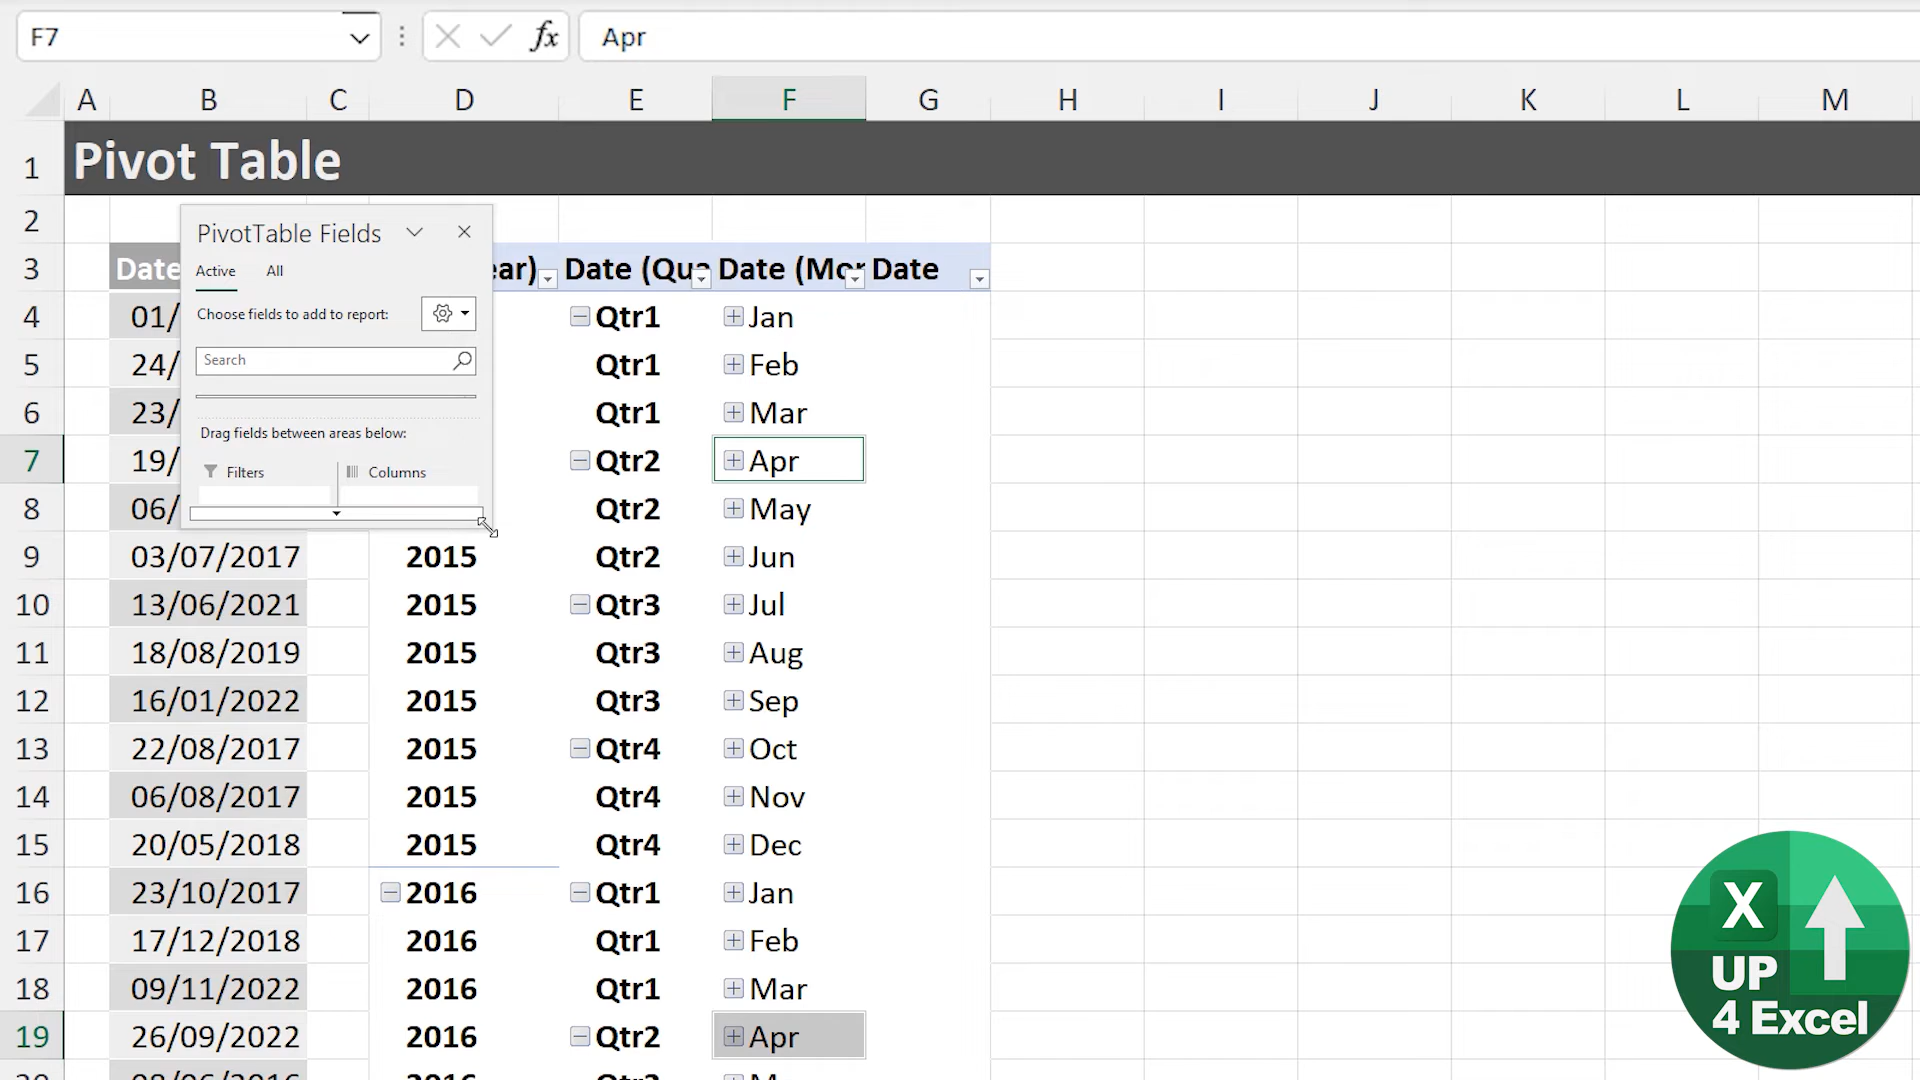 F7 fx Apr
A B C D E F G H I J K L M
1 Pivot Table
2
PivotTable Fields
Active All
Choose fields to add to report:
Search
Drag fields between areas below:
Filters Columns
3 Date ear) Date (Qua Date (Mor Date
4 01/ Qtr1 Jan
5 24/ Qtr1 Feb
6 23/ Qtr1 Mar
7 19/ Qtr2 Apr
8 06/ Qtr2 May
9 03/07/2017 2015 Qtr2 Jun
10 13/06/2021 2015 Qtr3 Jul
11 18/08/2019 2015 Qtr3 Aug
12 16/01/2022 2015 Qtr3 Sep
13 22/08/2017 2015 Qtr4 Oct
14 06/08/2017 2015 Qtr4 Nov
15 20/05/2018 2015 Qtr4 Dec
16 23/10/2017 2016 Qtr1 Jan
17 17/12/2018 2016 Qtr1 Feb
18 09/11/2022 2016 Qtr1 Mar
19 26/09/2022 2016 Qtr2 Apr
X
UP
4 Excel